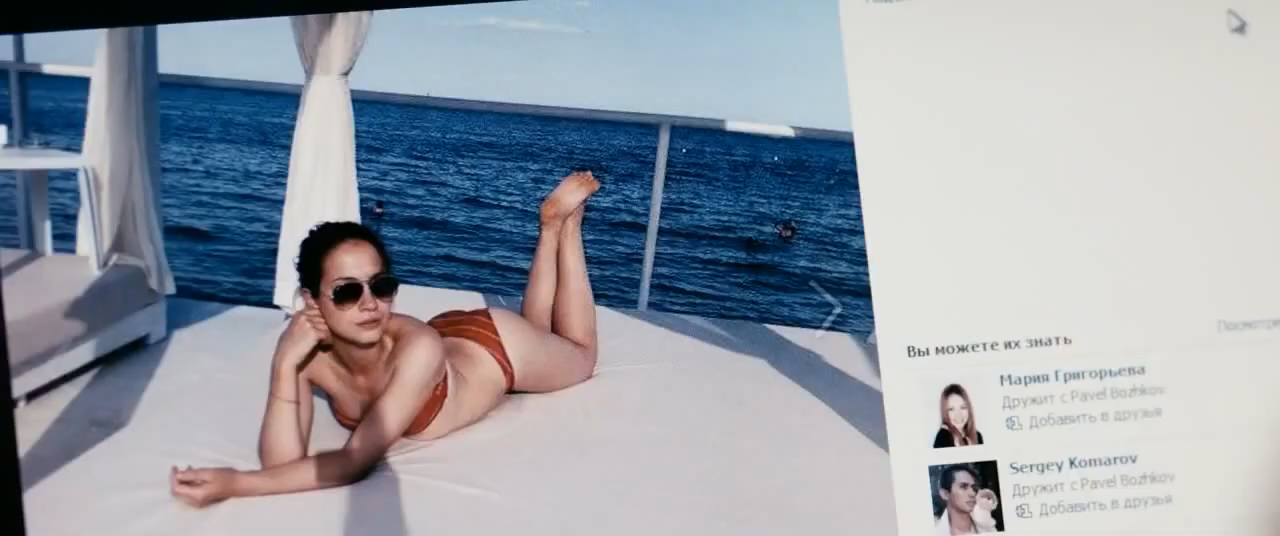 Вы можете их знать
Мария Григорьева
Дружит с Pavel Bozhkov
Добавить в друзья
Sergey Komarov
Дружит с Pavel Bozhkov
Добавить в друзья